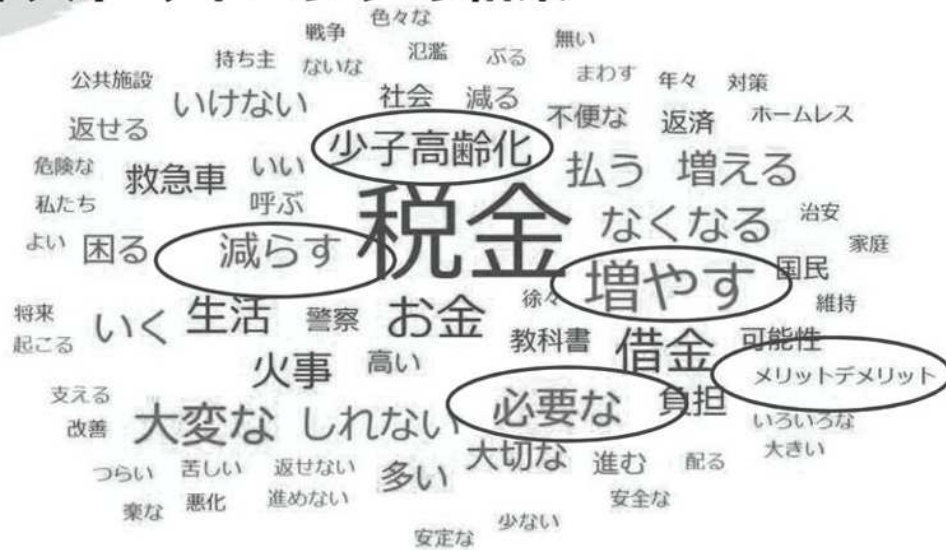 色々な
戦争
無い
持ち主 ないな 氾濫 ぶる
公共施設 いけない 社会 減る まわす 年々 対策
返せる 不便な 返済 ホームレス
少子高齢化
危険な 救急車 いい 払う 増える
私たち 呼ぶ 税金 なくなる 治安
よい 困る 減らす 家庭
増やす 国民
将来 いく 生活 警察 お金 徐々 維持
起こる 教科書 借金 可能性
火事 高い メリットデメリット
支える 必要な 負担
改善 大変な しれない いろいろな
大切な 進む 配る 大きい
つらい 苦しい 返せない 多い
楽な 悪化 進めない 安全な
少ない
安定な